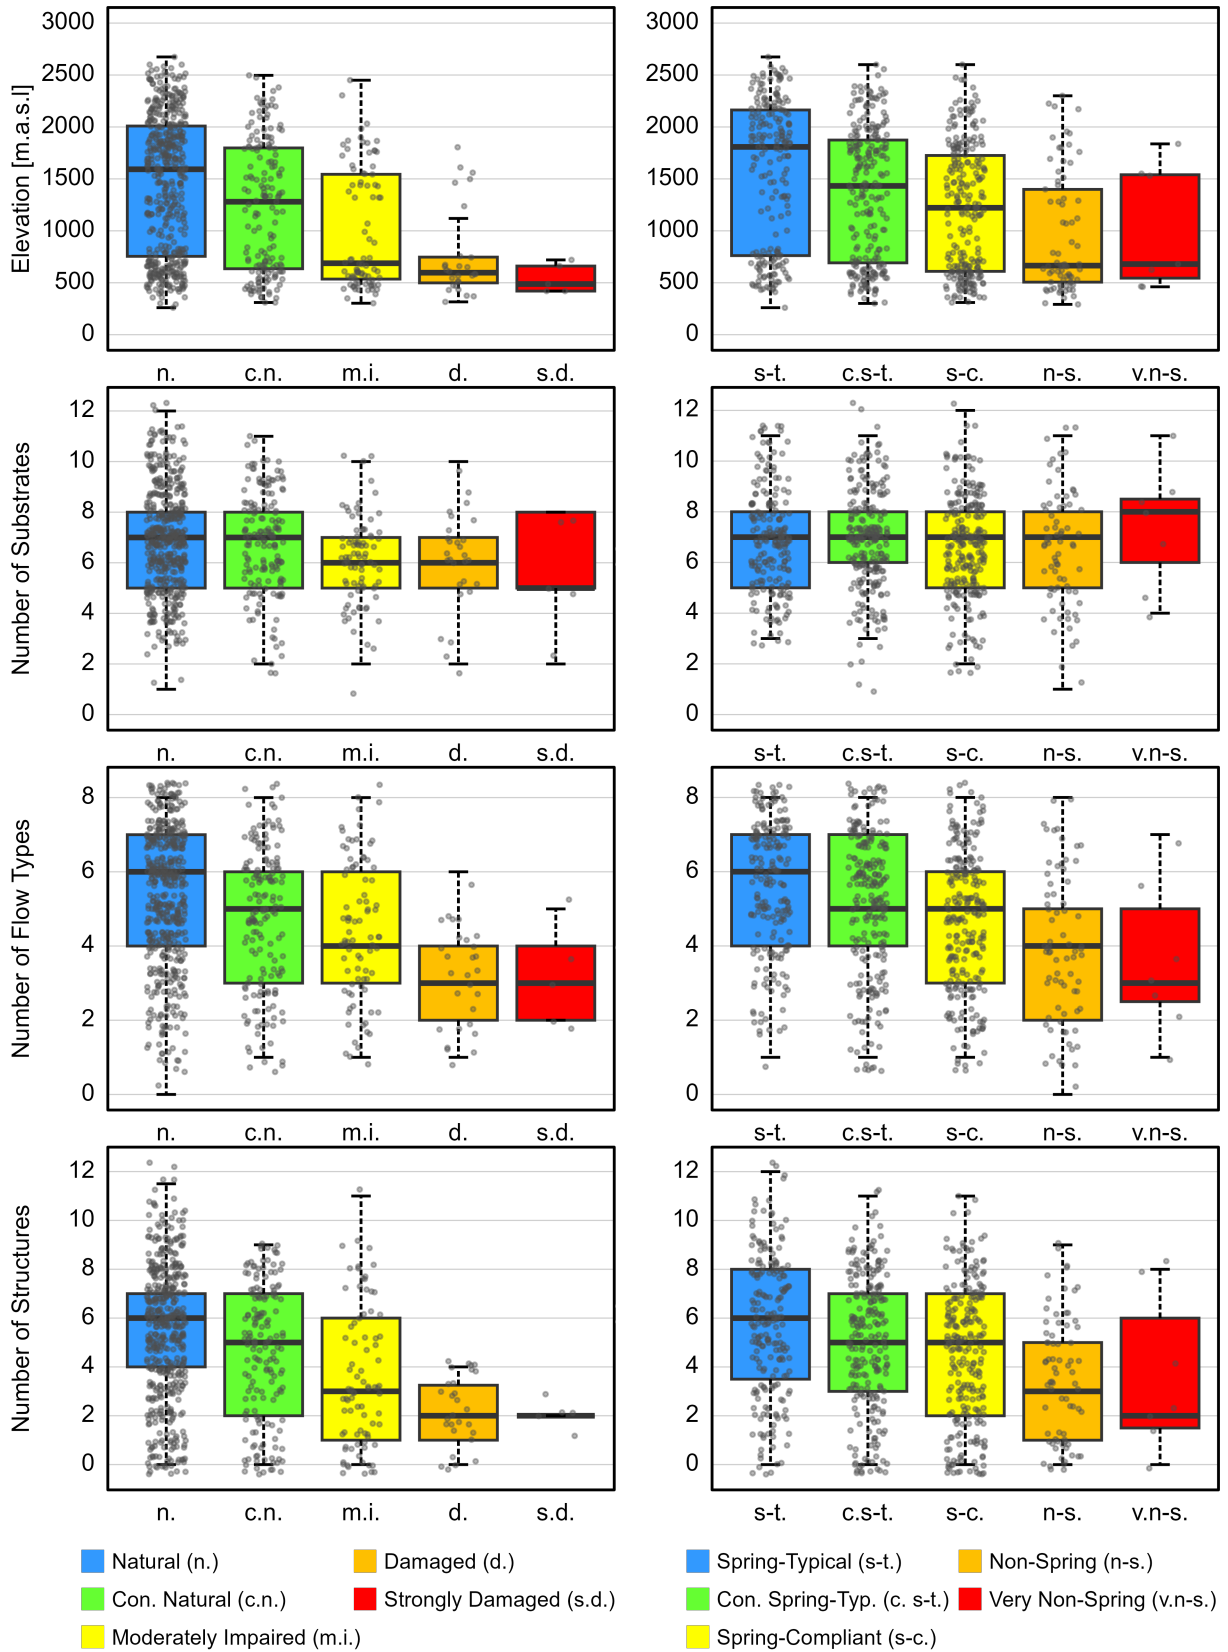 Elevation [m.a.s.l]
3000
2500
2000
1500
1000
500
0
n. c.n. m.i. d. s.d.
3000
2500
2000
1500
1000
500
0
s-t. c.s-t. s-c. n-s. v.n-s.
Number of Substrates
12
10
8
6
4
2
0
n. c.n. m.i. d. s.d.
12
10
8
6
4
2
0
s-t. c.s-t. s-c. n-s. v.n-s.
Number of Flow Types
8
6
4
2
0
n. c.n. m.i. d. s.d.
8
6
4
2
0
s-t. c.s-t. s-c. n-s. v.n-s.
Number of Structures
12
10
8
6
4
2
0
n. c.n. m.i. d. s.d.
12
10
8
6
4
2
0
s-t. c.s-t. s-c. n-s. v.n-s.
Natural (n.)
Con. Natural (c.n.)
Moderately Impaired (m.i.)
Damaged (d.)
Strongly Damaged (s.d.)
Spring-Typical (s-t.)
Con. Spring-Typ. (c. s-t.)
Spring-Compliant (s-c.)
Non-Spring (n-s.)
Very Non-Spring (v.n-s.)